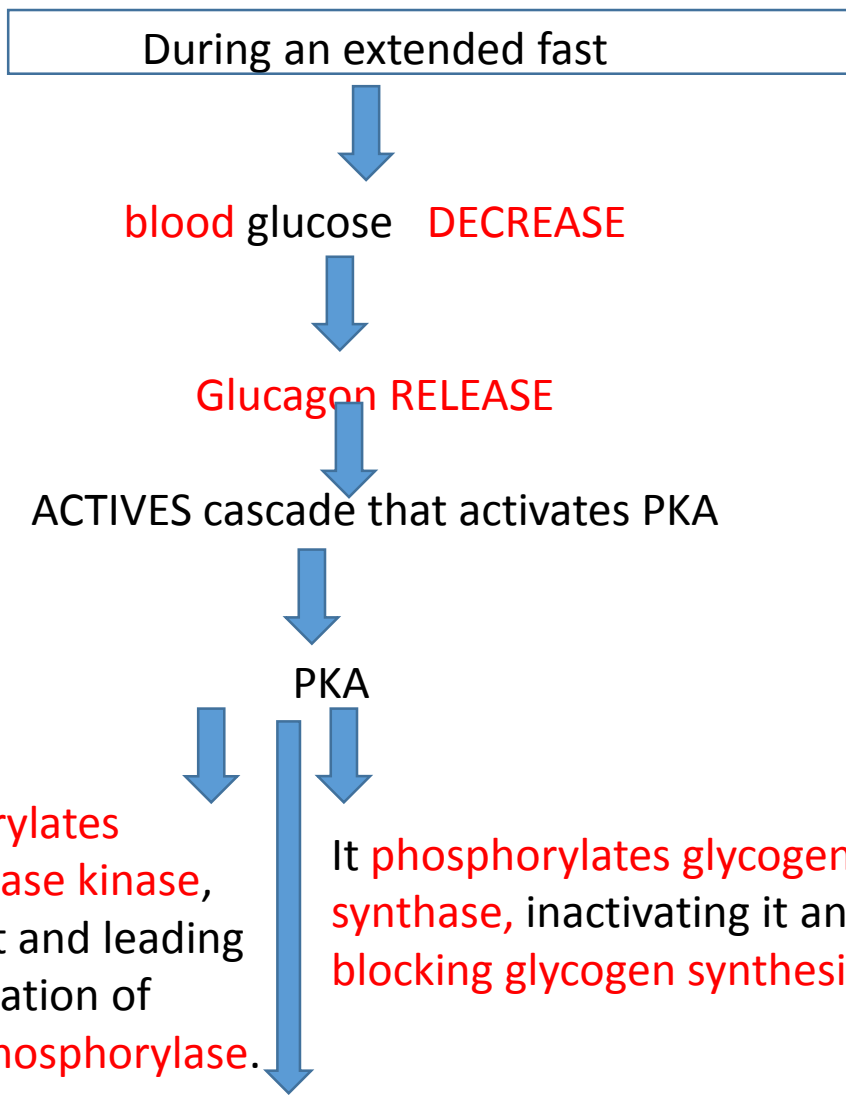 During an extended fast
blood glucose DECREASE
Glucagon RELEASE
ACTIVES cascade that activates PKA
PKA
rylates
ase kinase,
t and leading
ation of
hosphorylase.
It phosphorylates glycogen
synthase, inactivating it an
blocking glycogen synthesi